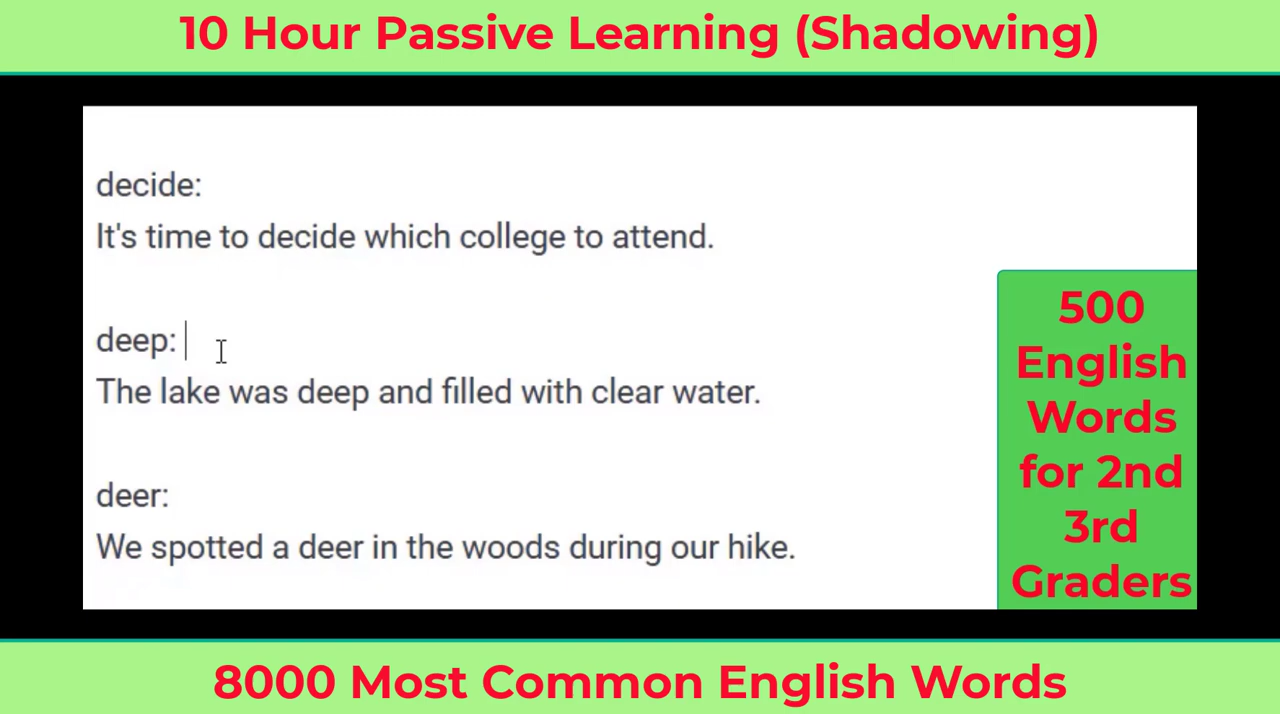 10 Hour Passive Learning (Shadowing)
decide:
It's time to decide which college to attend.
deep:
The lake was deep and filled with clear water.
deer:
We spotted a deer in the woods during our hike.
500
English
Words
for 2nd
3rd
Graders
8000 Most Common English Words